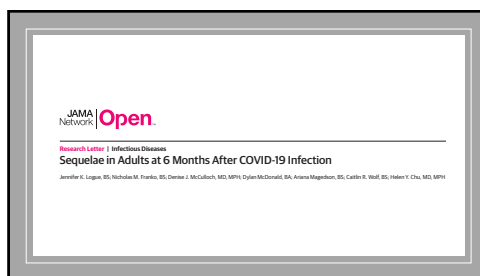 JAMA
Network Open.
Research Letter | Infectious Diseases
Sequelae in Adults at 6 Months After COVID-19 Infection
Jennifer K. Logue, BS; Nicholas M. Franko, BS; Denise J. McCulloch, MD, MPH; Dylan McDonald, BA; Ariana Magedson, BS; Caitlin R. Wolf, BS; Helen Y. Chu, MD, MPH